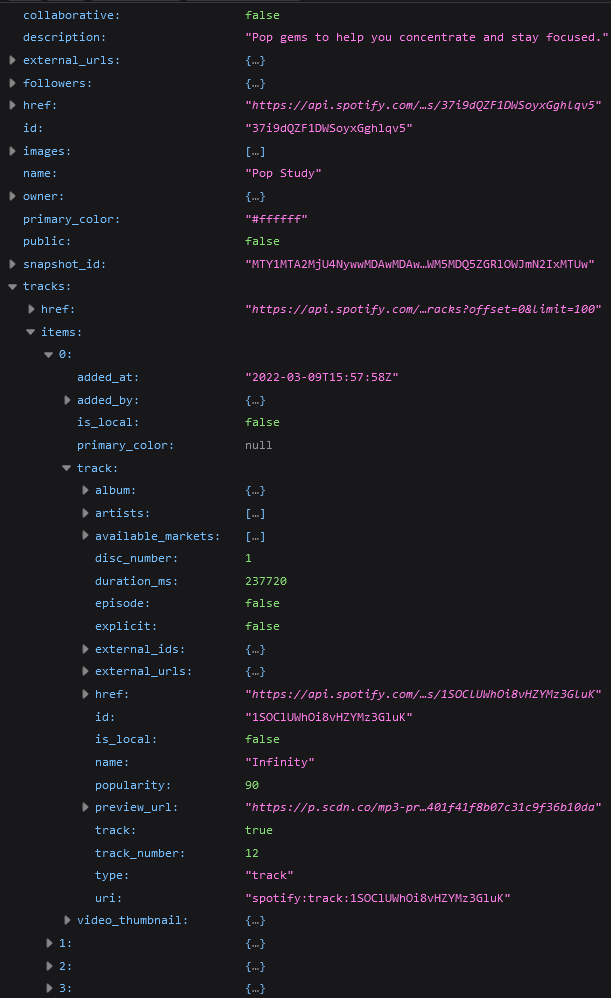 collaborative: false
description: "Pop gems to help you concentrate and stay focused."
external_urls: {…}
followers: {…}
href: "https://api.spotify.com/…s/37i9dQZF1DWSoyxGghlqv5"
id: "37i9dQZF1DWSoyxGghlqv5"
images: […]
name: "Pop Study"
owner: {…}
primary_color: "#ffffff"
public: false
snapshot_id: "MTY1MTA2MjU4NywwMDAwMDAw…WM5MDQ5ZGRlOWJmN2IxMTUw"
tracks:
href: "https://api.spotify.com/…racks?offset=0&limit=100"
items:
0:
added_at: "2022-03-09T15:57:58Z"
added_by: {…}
is_local: false
primary_color: null
track:
album: {…}
artists: […]
available_markets: […]
disc_number: 1
duration_ms: 237720
episode: false
explicit: false
external_ids: {…}
external_urls: {…}
href: "https://api.spotify.com/…s/1SOClUWhOi8vHZYMz3GluK"
id: "1SOClUWhOi8vHZYMz3GluK"
is_local: false
name: "Infinity"
popularity: 90
preview_url: "https://p.scdn.co/mp3-pr…401f41f8b07c31c9f36b10da"
track: true
track_number: 12
type: "track"
uri: "spotify:track:1SOClUWhOi8vHZYMz3GluK"
video_thumbnail: {…}
1: {…}
2: {…}
3: {…}